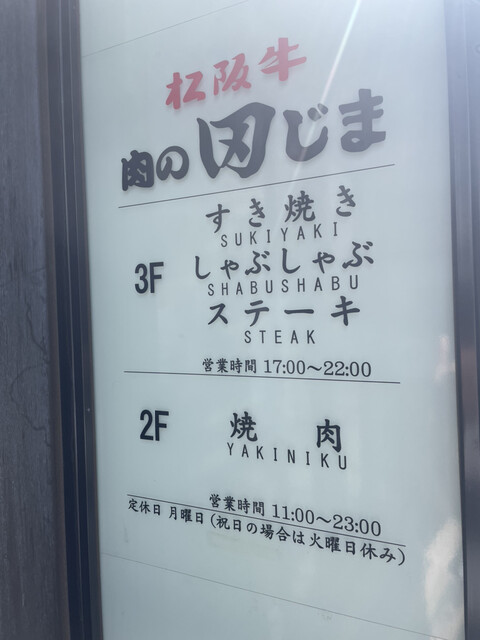 松阪牛
肉の田じま
すき焼き
SUKIYAKI
3F
しゃぶしゃぶ
SHABUSHABU
ステーキ
STEAK
営業時間 17:00～22:00
2F
焼 肉
YAKINIKU
営業時間 11:00～23:00
定休日 月曜日 (祝日の場合は火曜日休み)